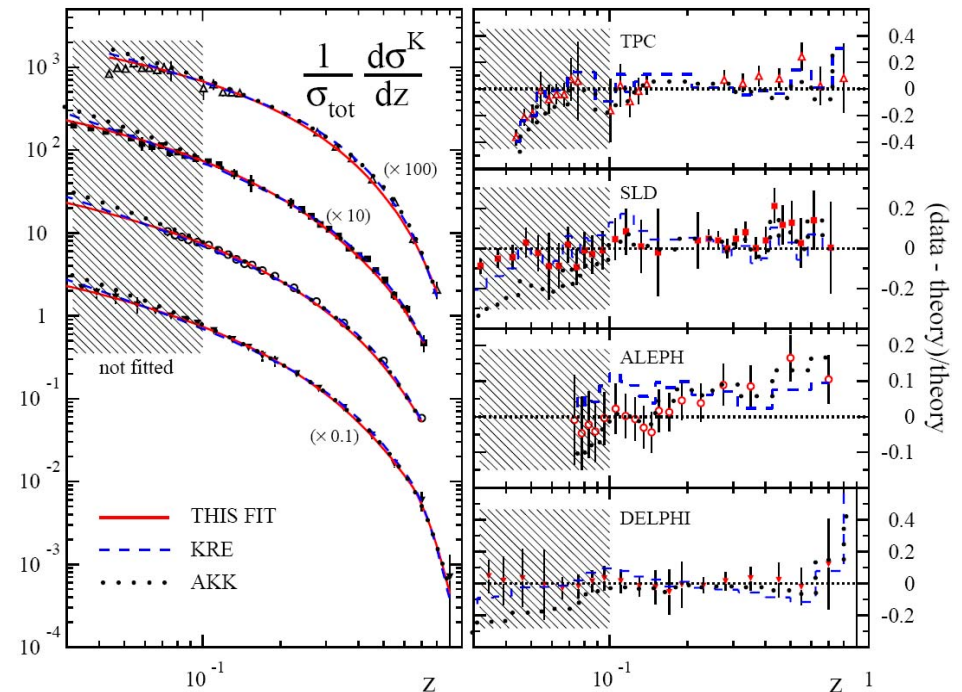 1 dσ^K
σ_tot dz
10^3
10^2
10
1
10^-1
10^-2
10^-3
10^-4
(× 100)
(× 10)
(× 0.1)
not fitted
THIS FIT
KRE
AKK
10^-1
z
TPC
0.4
0.2
0
-0.2
-0.4
SLD
0.2
0
-0.2
ALEPH
0.2
0.1
0
-0.1
DELPHI
0.4
0.2
0
-0.2
10^-1
z
1
(data - theory)/theory